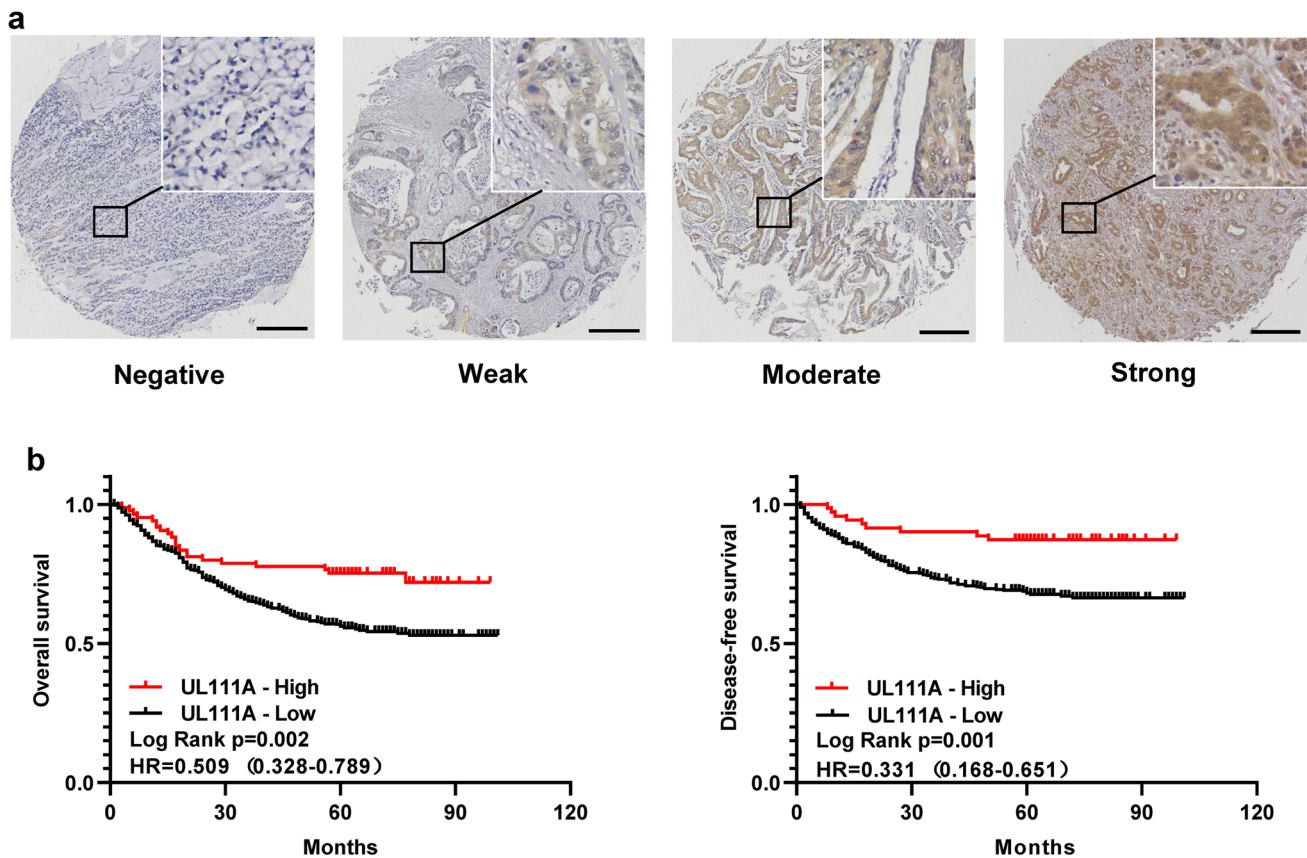 a
Negative
Weak
Moderate
Strong
b
Overall survival
1.0
0.5
0.0
UL111A - High
UL111A - Low
Log Rank p=0.002
HR=0.509 (0.328-0.789)
0
30
60
90
120
Months
Disease-free survival
1.0
0.5
0.0
UL111A - High
UL111A - Low
Log Rank p=0.001
HR=0.331 (0.168-0.651)
0
30
60
90
120
Months